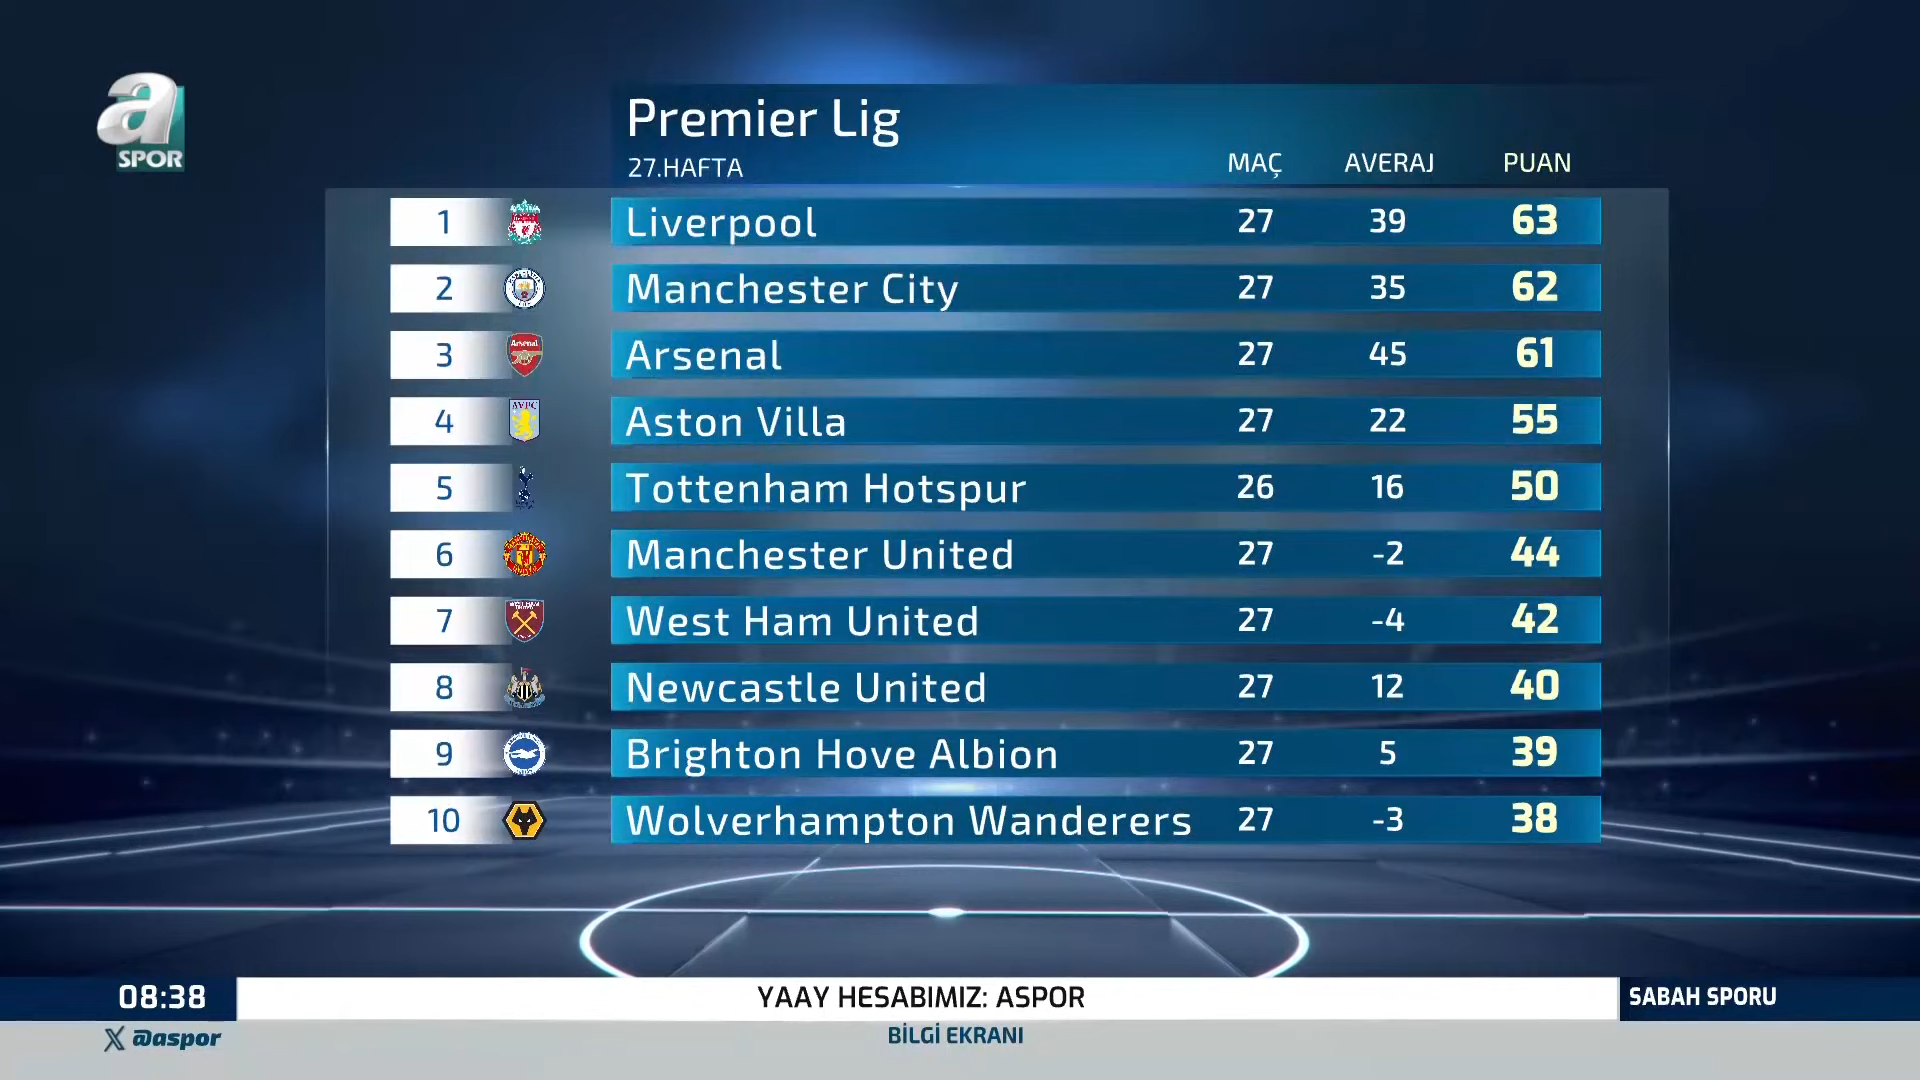 a
SPOR
Premier Lig
27.HAFTA
MAÇ AVERAJ PUAN
1 Liverpool 27 39 63
2 Manchester City 27 35 62
3 Arsenal 27 45 61
4 Aston Villa 27 22 55
5 Tottenham Hotspur 26 16 50
6 Manchester United 27 -2 44
7 West Ham United 27 -4 42
8 Newcastle United 27 12 40
9 Brighton Hove Albion 27 5 39
10 Wolverhampton Wanderers 27 -3 38
08:38 YAAY HESABIMIZ: ASPOR SABAH SPORU
X @aspor BİLGİ EKRANI